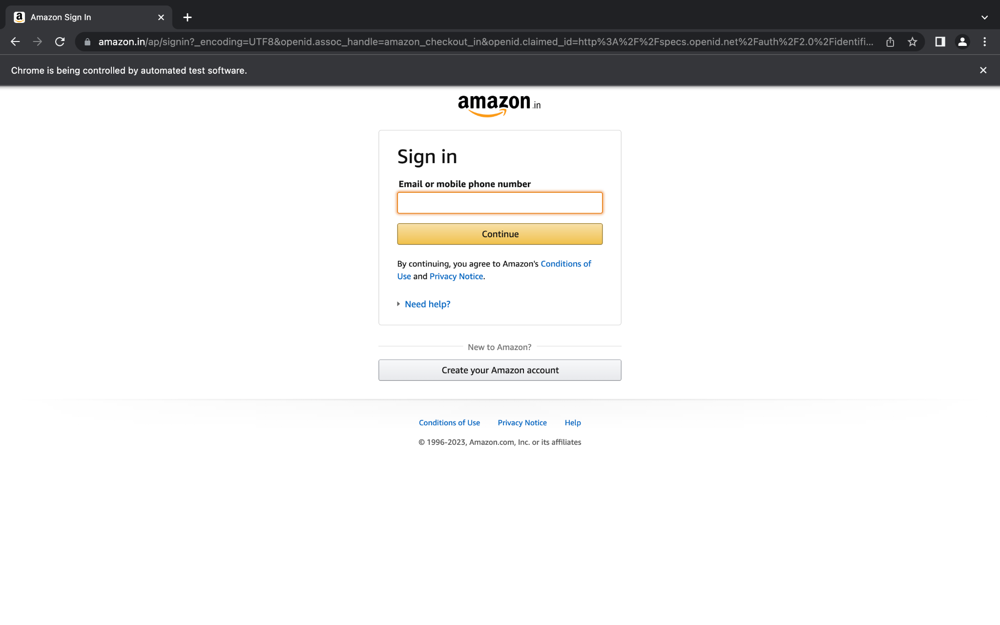 Amazon Sign In
amazon.in/ap/signin?_encoding=UTF8&openid.assoc_handle=amazon_checkout_in&openid.claimed_id=http%3A%2F%2Fspecs.openid.net%2Fauth%2F2.0%2Fidentifi...
Chrome is being controlled by automated test software.
amazon.in
Sign in
Email or mobile phone number
Continue
By continuing, you agree to Amazon's Conditions of
Use and Privacy Notice.
Need help?
New to Amazon?
Create your Amazon account
Conditions of Use Privacy Notice Help
© 1996-2023, Amazon.com, Inc. or its affiliates